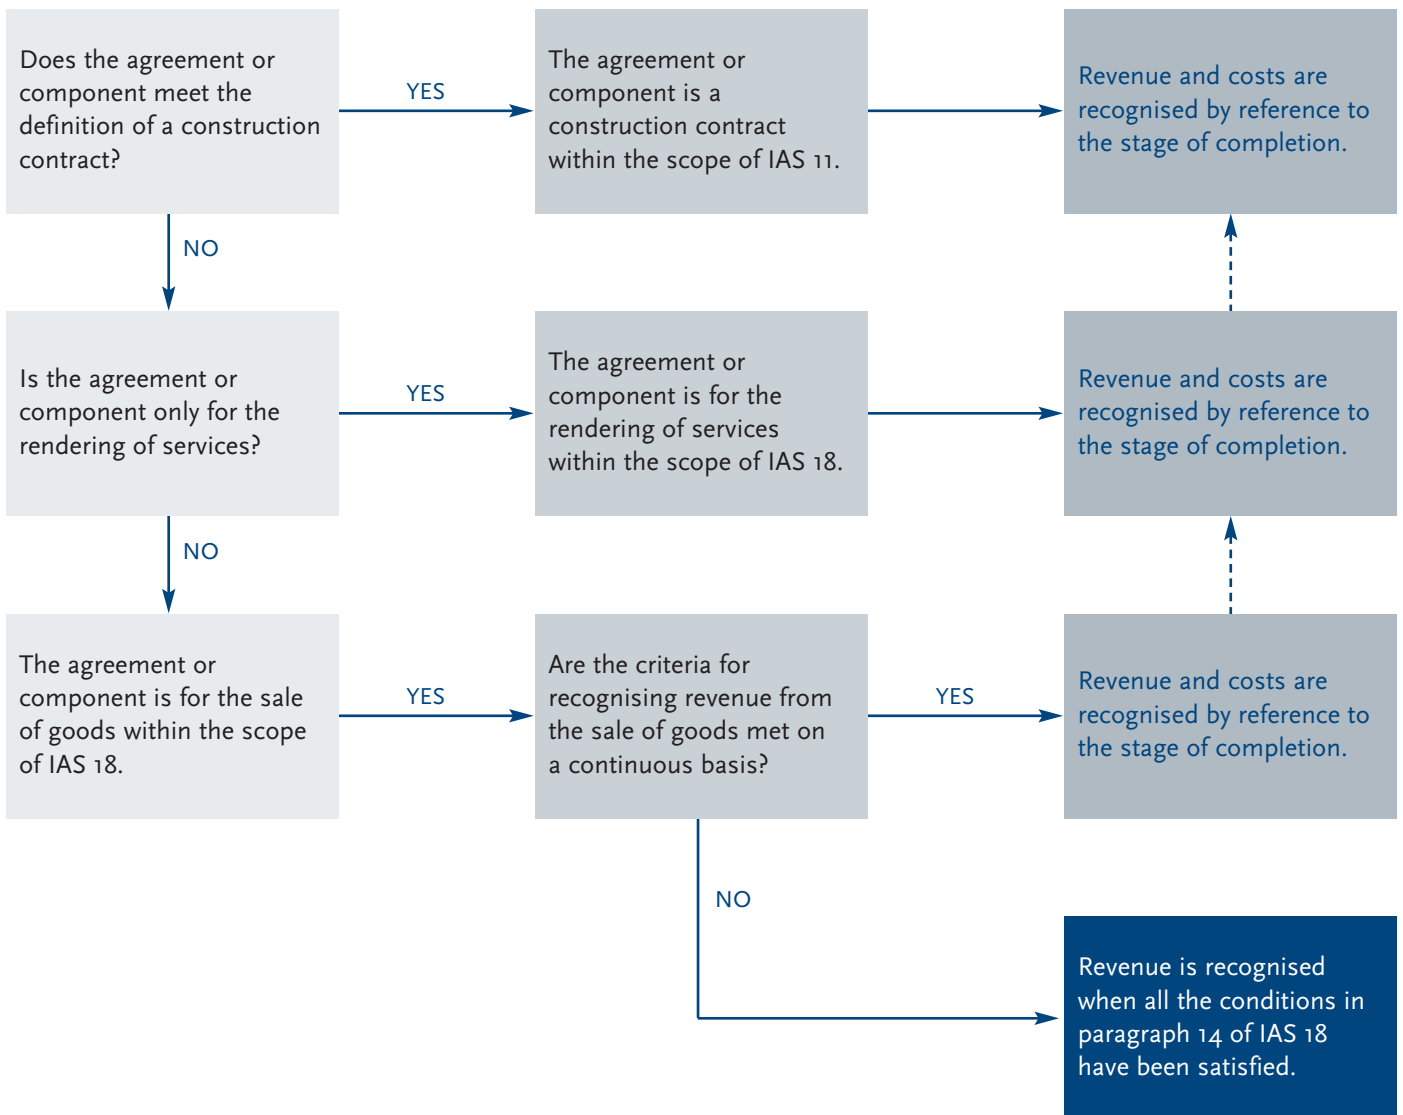 Does the agreement or
component meet the
definition of a construction
contract?
YES
The agreement or
component is a
construction contract
within the scope of IAS 11.
Revenue and costs are
recognised by reference to
the stage of completion.
NO
Is the agreement or
component only for the
rendering of services?
YES
The agreement or
component is for the
rendering of services
within the scope of IAS 18.
Revenue and costs are
recognised by reference to
the stage of completion.
NO
The agreement or
component is for the sale
of goods within the scope
of IAS 18.
YES
Are the criteria for
recognising revenue from
the sale of goods met on
a continuous basis?
YES
Revenue and costs are
recognised by reference to
the stage of completion.
NO
Revenue is recognised
when all the conditions in
paragraph 14 of IAS 18
have been satisfied.